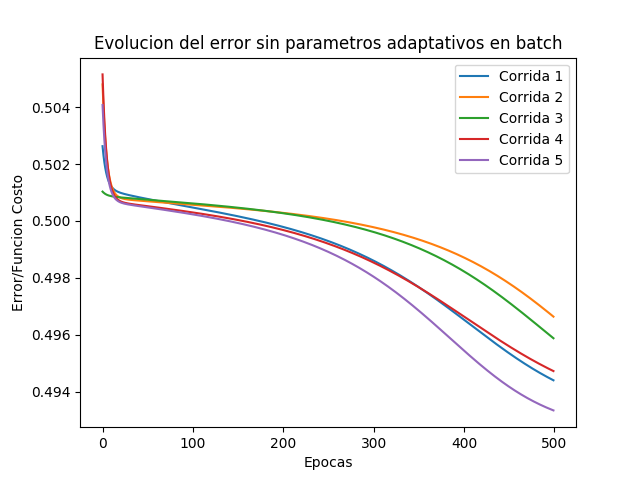 Evolucion del error sin parametros adaptativos en batch
Error/Funcion Costo
0.504
0.502
0.500
0.498
0.496
0.494
Corrida 1
Corrida 2
Corrida 3
Corrida 4
Corrida 5
0
100
200
300
400
500
Epocas